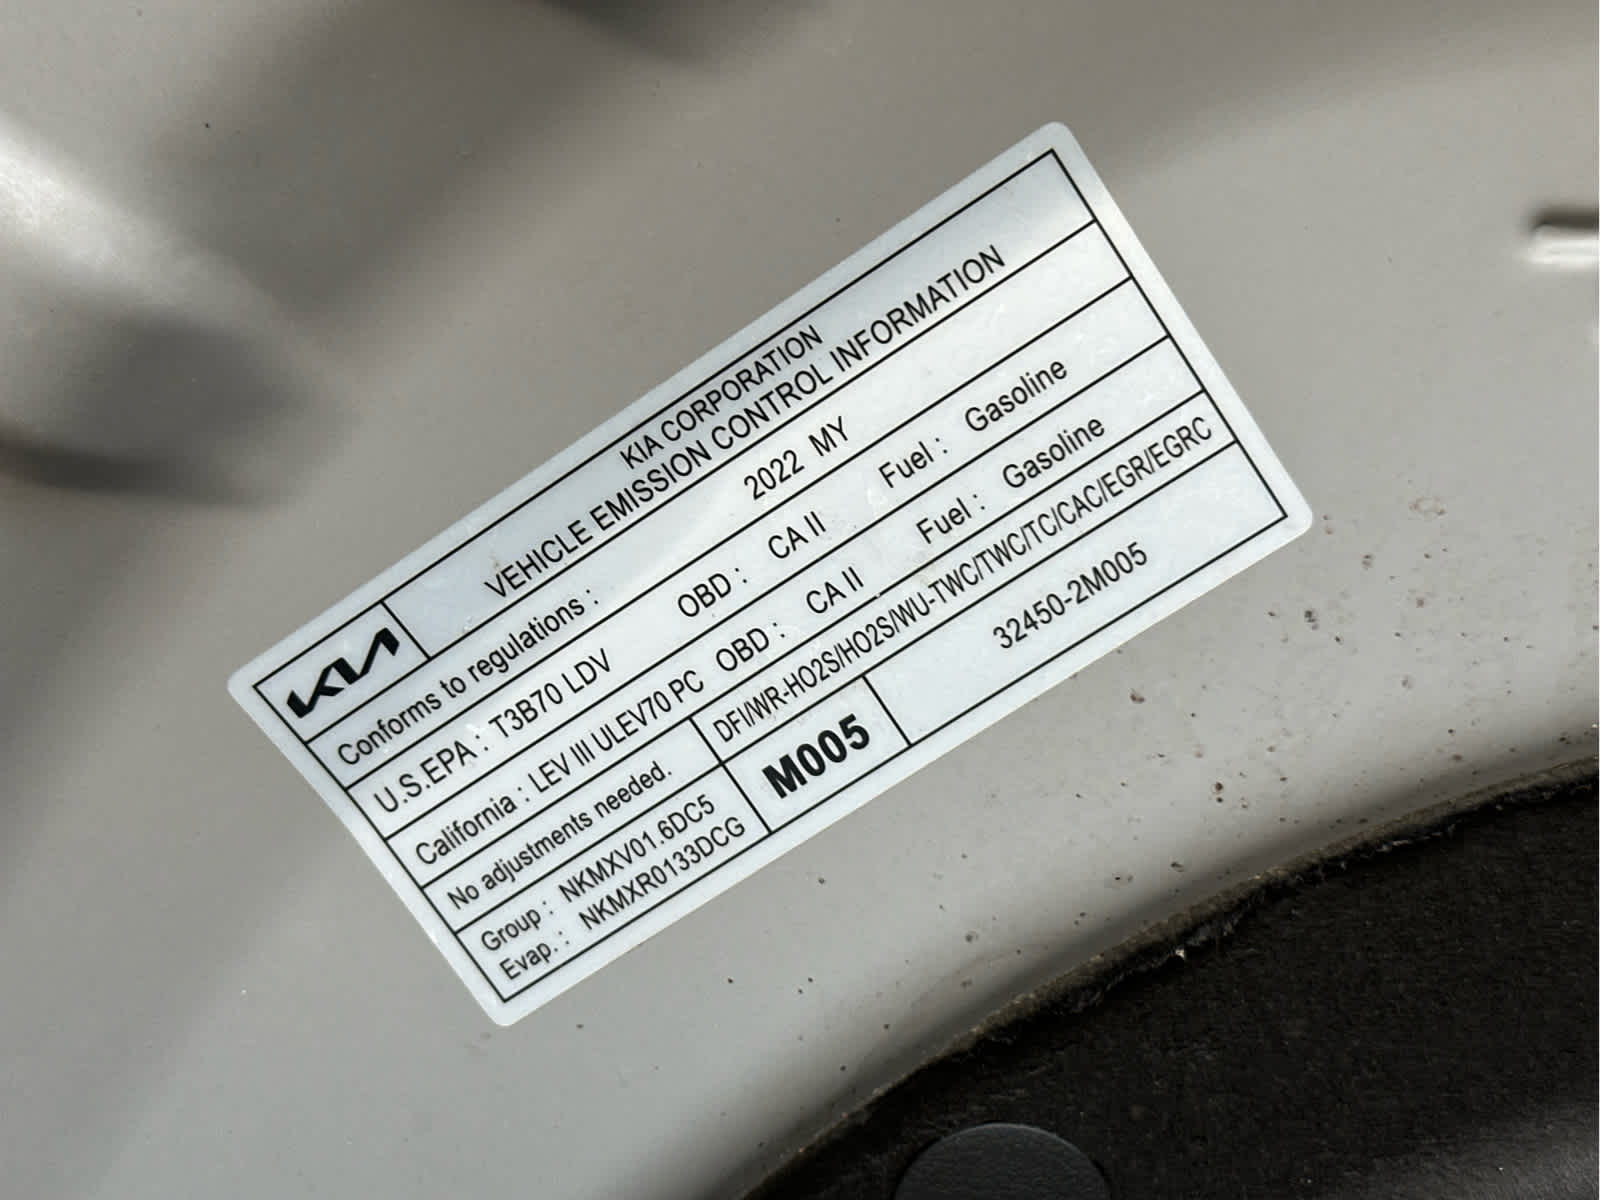 KIA
KIA CORPORATION
VEHICLE EMISSION CONTROL INFORMATION
Conforms to regulations : 2022 MY
U.S.EPA : T3B70 LDV OBD : CA II Fuel : Gasoline
California : LEV III ULEV70 PC OBD : CA II Fuel : Gasoline
No adjustments needed. DFI/WR-HO2S/HO2S/WU-TWC/TWC/TC/CAC/EGR/EGRC
Group : NKMXV01.6DC5
Evap. : NKMXR0133DCG
M005
32450-2M005